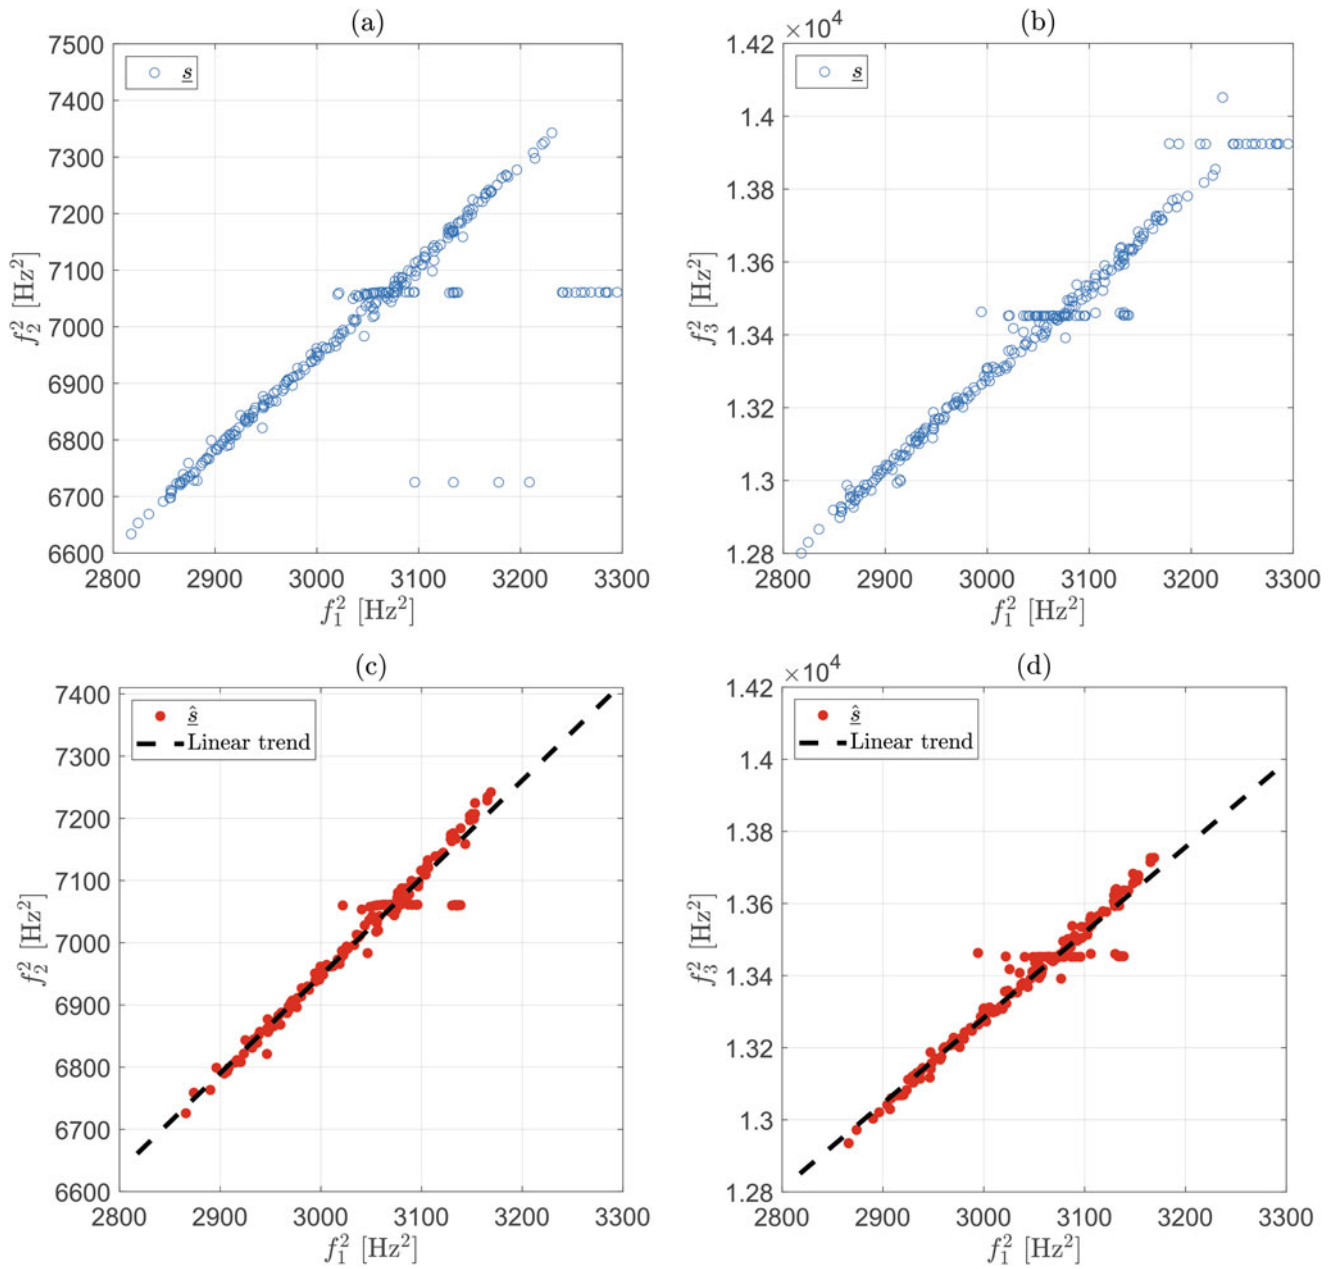 (a)
7500
7400
7300
7200
7100
7000
6900
6800
6700
6600
f₂² [Hz²]
s
2800 2900 3000 3100 3200 3300
f₁² [Hz²]
(b)
×10⁴
1.42
1.4
1.38
1.36
1.34
1.32
1.3
1.28
f₃² [Hz²]
s
2800 2900 3000 3100 3200 3300
f₁² [Hz²]
(c)
7400
7300
7200
7100
7000
6900
6800
6700
6600
f₂² [Hz²]
ŝ
Linear trend
2800 2900 3000 3100 3200 3300
f₁² [Hz²]
(d)
×10⁴
1.42
1.4
1.38
1.36
1.34
1.32
1.3
1.28
f₃² [Hz²]
ŝ
Linear trend
2800 2900 3000 3100 3200 3300
f₁² [Hz²]